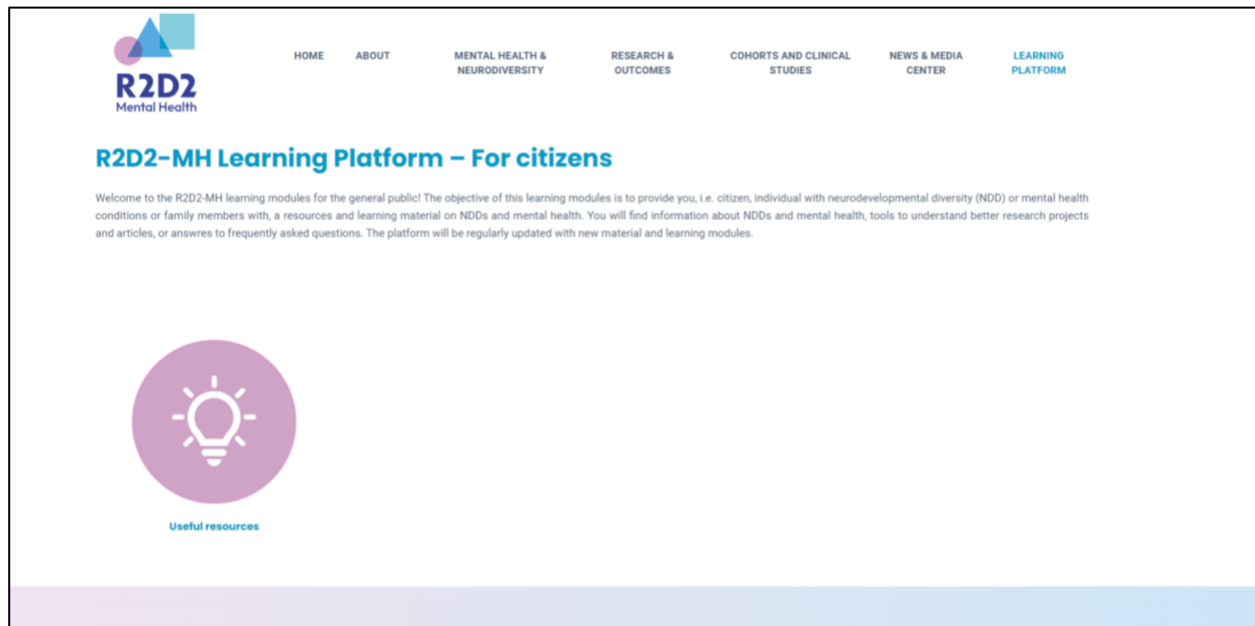 R2D2
Mental Health
HOME ABOUT MENTAL HEALTH & NEURODIVERSITY RESEARCH & OUTCOMES COHORTS AND CLINICAL STUDIES NEWS & MEDIA CENTER LEARNING PLATFORM
R2D2-MH Learning Platform – For citizens
Welcome to the R2D2-MH learning modules for the general public! The objective of this learning modules is to provide you, i.e. citizen, individual with neurodevelopmental diversity (NDD) or mental health
conditions or family members with, a resources and learning material on NDDs and mental health. You will find information about NDDs and mental health, tools to understand better research projects
and articles, or answres to frequently asked questions. The platform will be regularly updated with new material and learning modules.
Useful resources